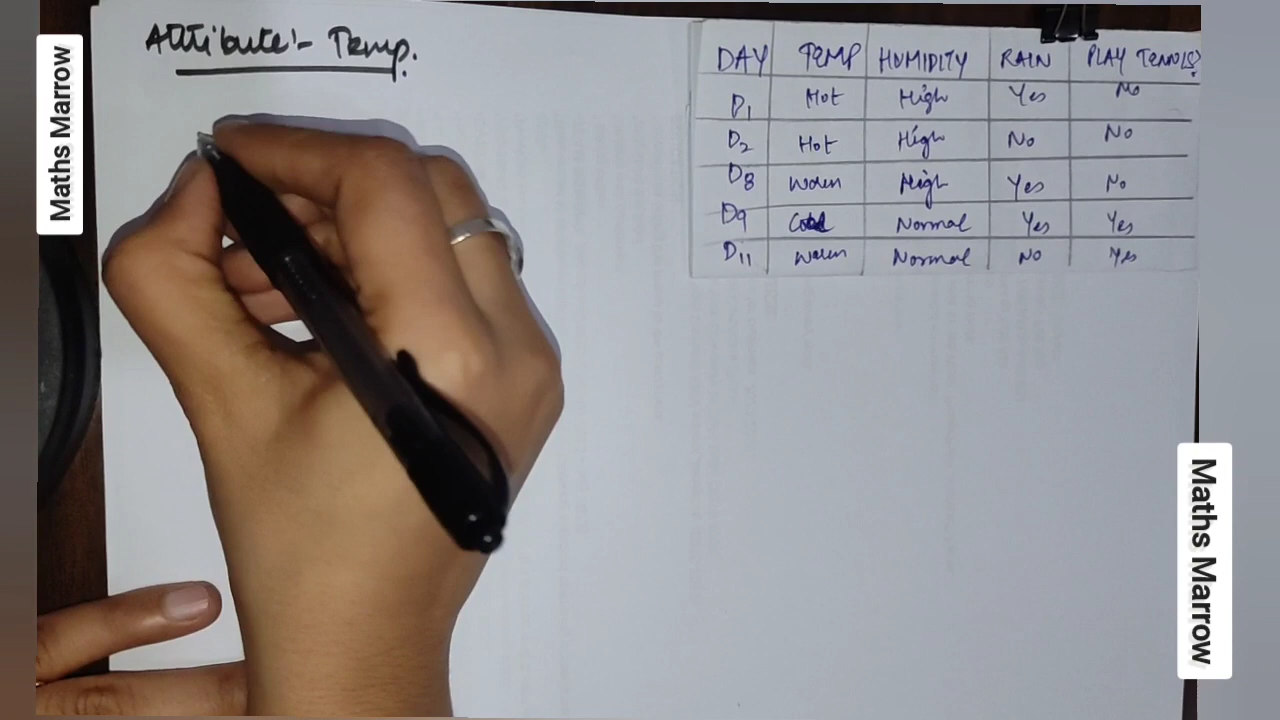 Attribute:- Temp.
DAY TEMP HUMIDITY RAIN PLAY TENNIS?
D1 Hot High Yes No
D2 Hot High No No
D8 Warm High Yes No
D9 Normal Yes Yes
D11 Warm Normal No Yes
Maths Marrow
Maths Marrow